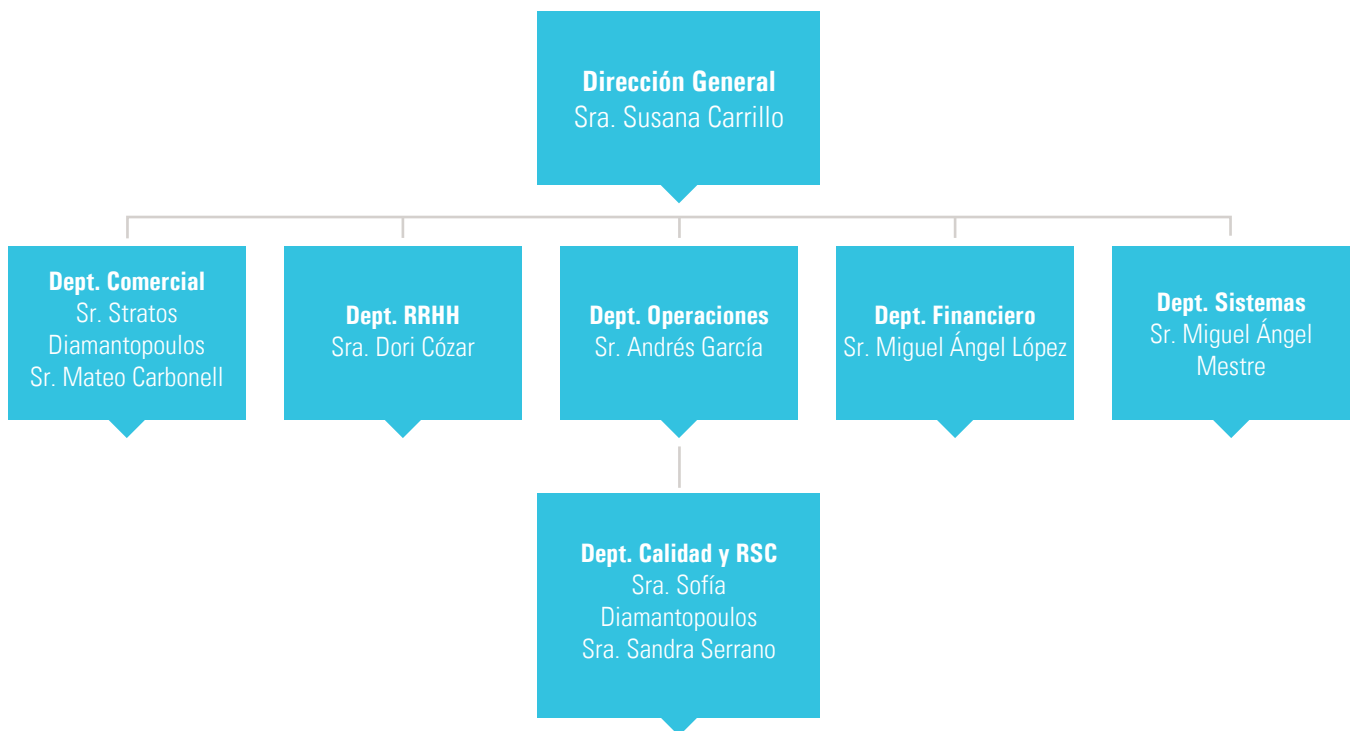 Dirección General
Sra. Susana Carrillo
Dept. Comercial
Sr. Stratos
Diamantopoulos
Sr. Mateo Carbonell
Dept. RRHH
Sra. Dori Cózar
Dept. Operaciones
Sr. Andrés García
Dept. Financiero
Sr. Miguel Ángel López
Dept. Sistemas
Sr. Miguel Ángel
Mestre
Dept. Calidad y RSC
Sra. Sofía
Diamantopoulos
Sra. Sandra Serrano